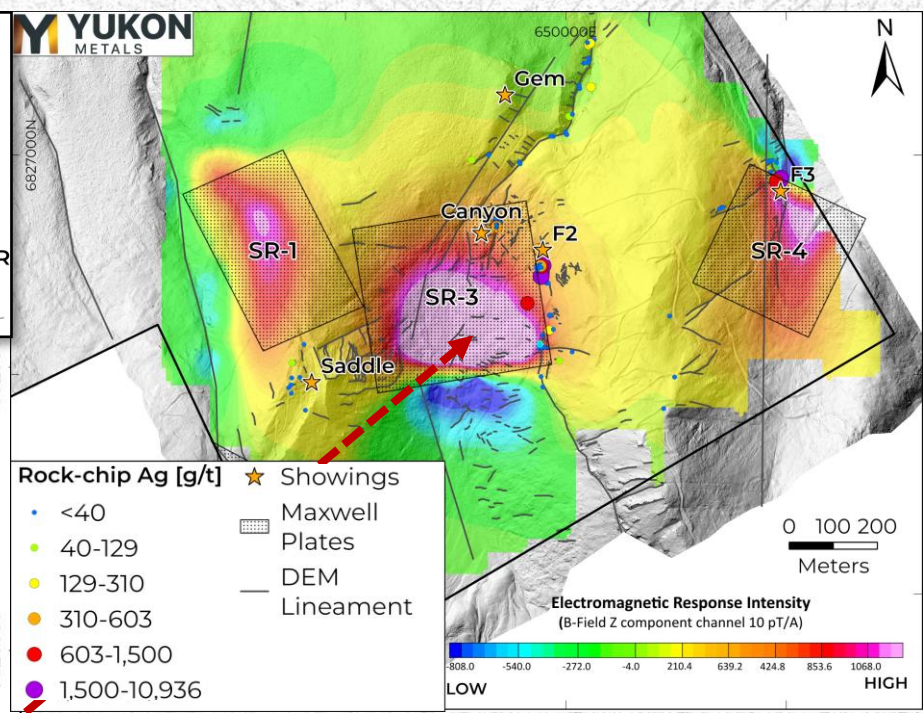 YUKON
METALS
N
650000E
6827000N
Gem
F3
Canyon
F2
SR-1
SR-4
SR-3
R
Saddle
Rock-chip Ag [g/t]
<40
40-129
129-310
310-603
603-1,500
1,500-10,936
Showings
Maxwell
Plates
DEM
Lineament
0 100 200
Meters
Electromagnetic Response Intensity
(B-Field Z component channel 10 pT/A)
-808.0 -540.0 -272.0 -4.0 210.4 639.2 424.8 853.6 1068.0
LOW HIGH